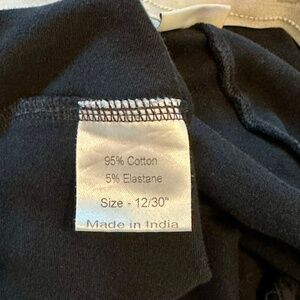 95% Cotton
5% Elastane
Size - 12/30"
Made in India